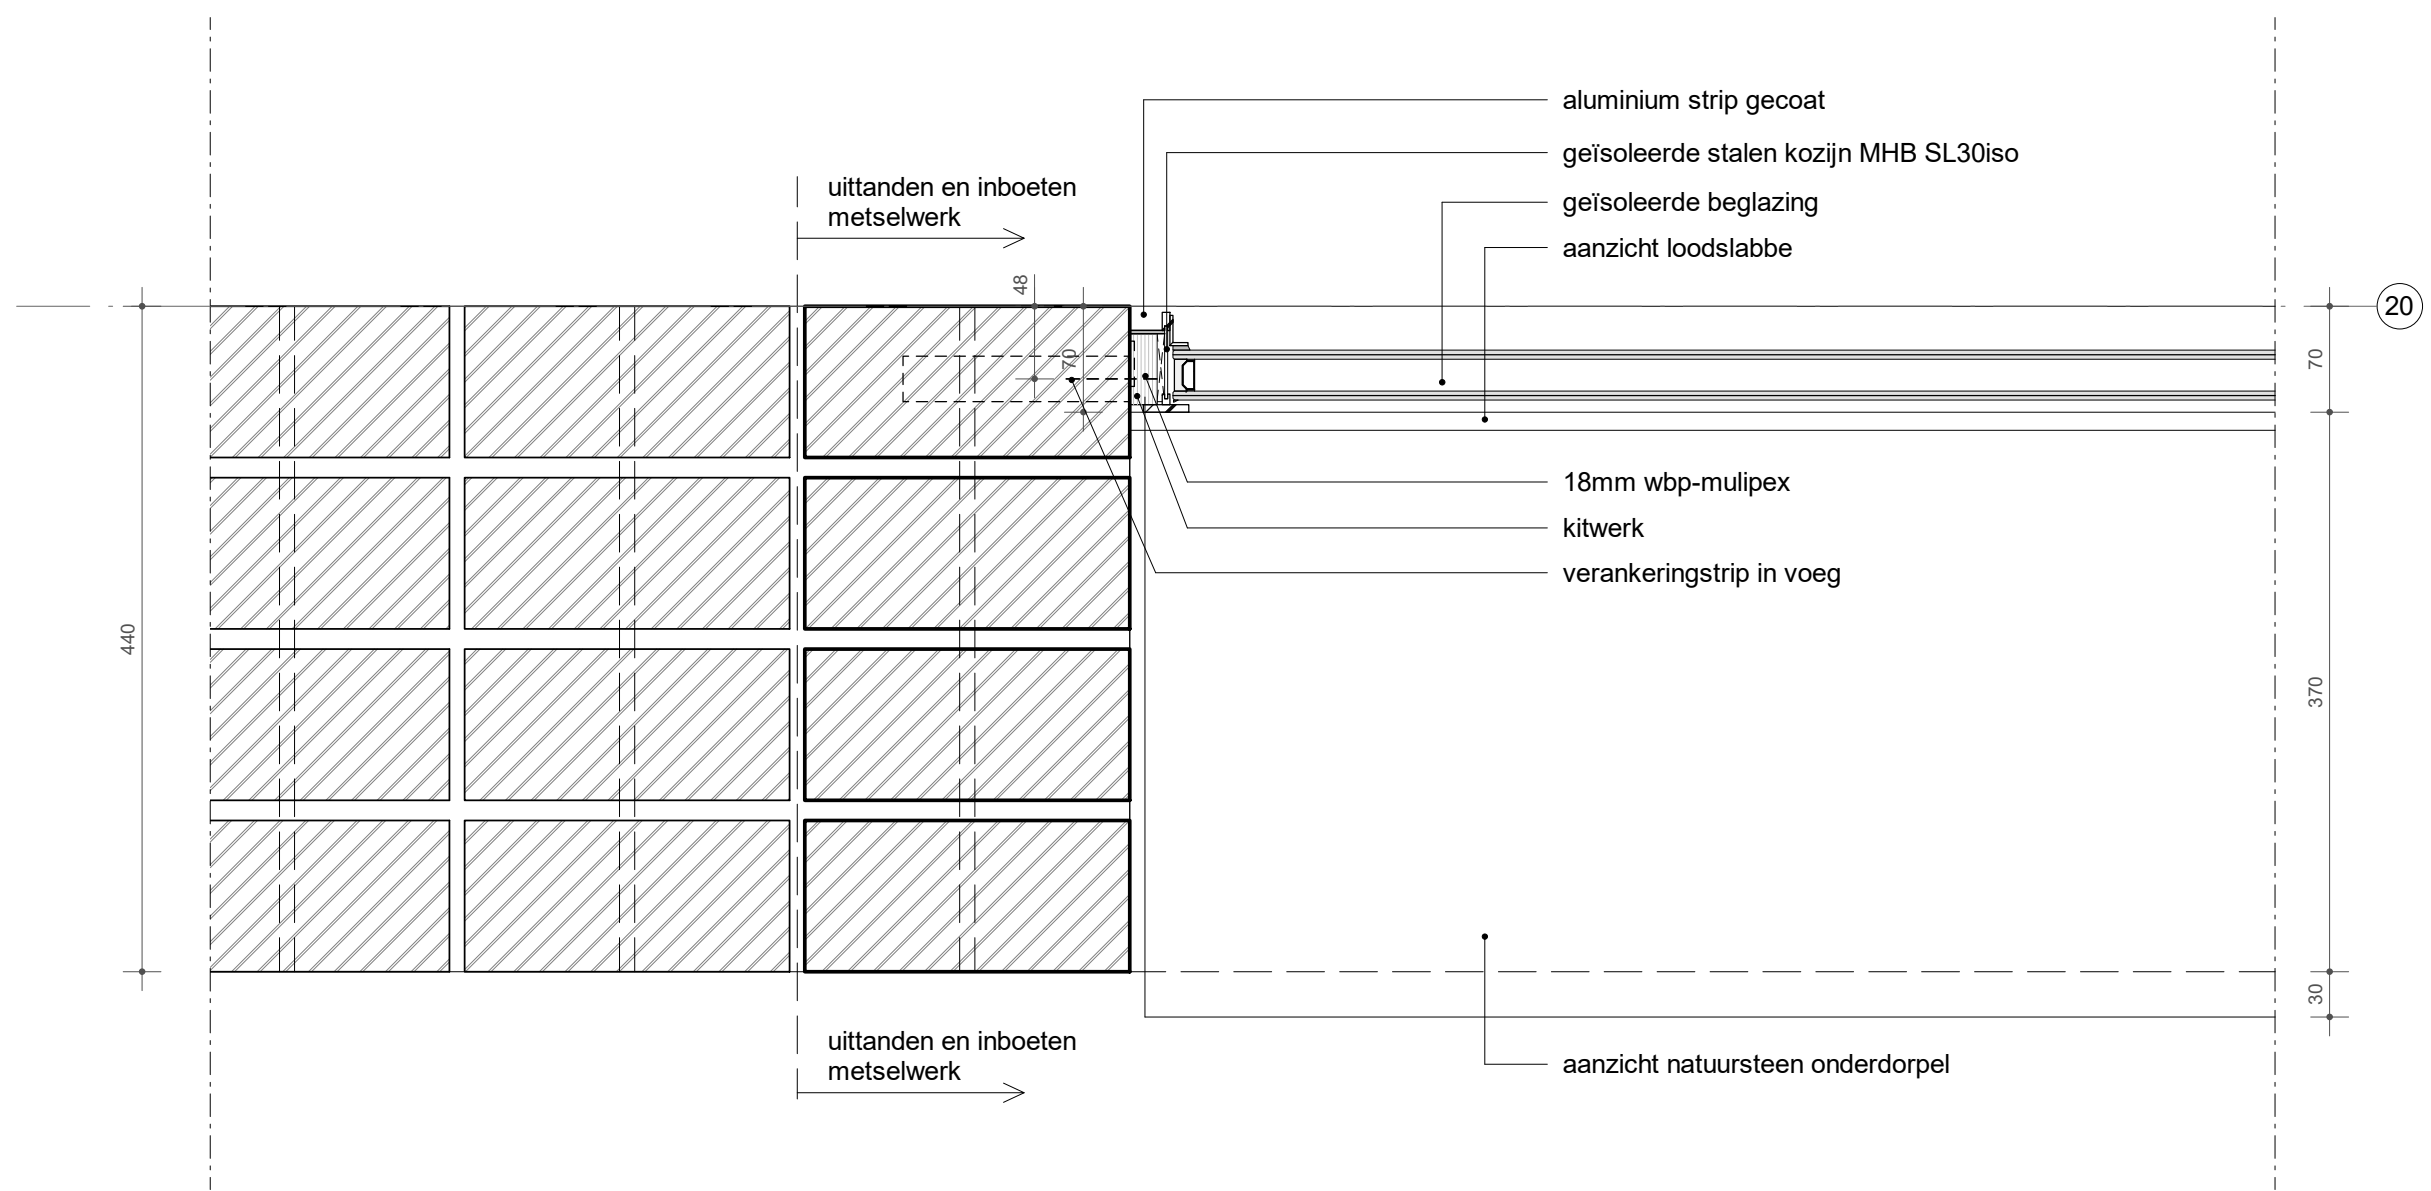 aluminium strip gecoat
geïsoleerde stalen kozijn MHB SL30iso
uittanden en inboeten
metselwerk
geïsoleerde beglazing
aanzicht loodslabbe
48
20
70
70
18mm wbp-mulipex
kitwerk
verankeringstrip in voeg
440
370
30
uittanden en inboeten
metselwerk
aanzicht natuursteen onderdorpel